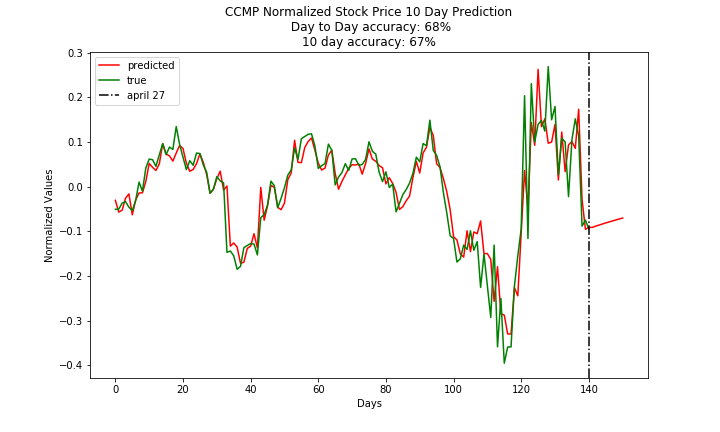 CCMP Normalized Stock Price 10 Day Prediction
Day to Day accuracy: 68%
10 day accuracy: 67%
predicted
true
april 27
Normalized Values
0.3
0.2
0.1
0.0
−0.1
−0.2
−0.3
−0.4
0 20 40 60 80 100 120 140
Days